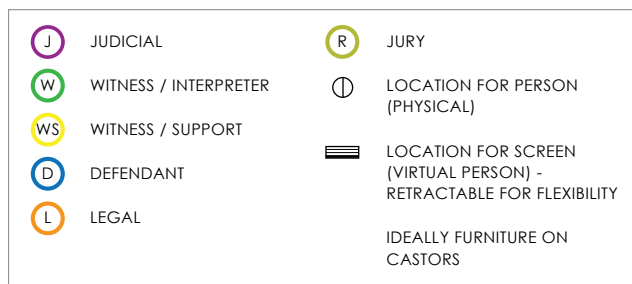 J JUDICIAL
W WITNESS / INTERPRETER
WS WITNESS / SUPPORT
D DEFENDANT
L LEGAL
R JURY
LOCATION FOR PERSON
(PHYSICAL)
LOCATION FOR SCREEN
(VIRTUAL PERSON) -
RETRACTABLE FOR FLEXIBILITY
IDEALLY FURNITURE ON
CASTORS